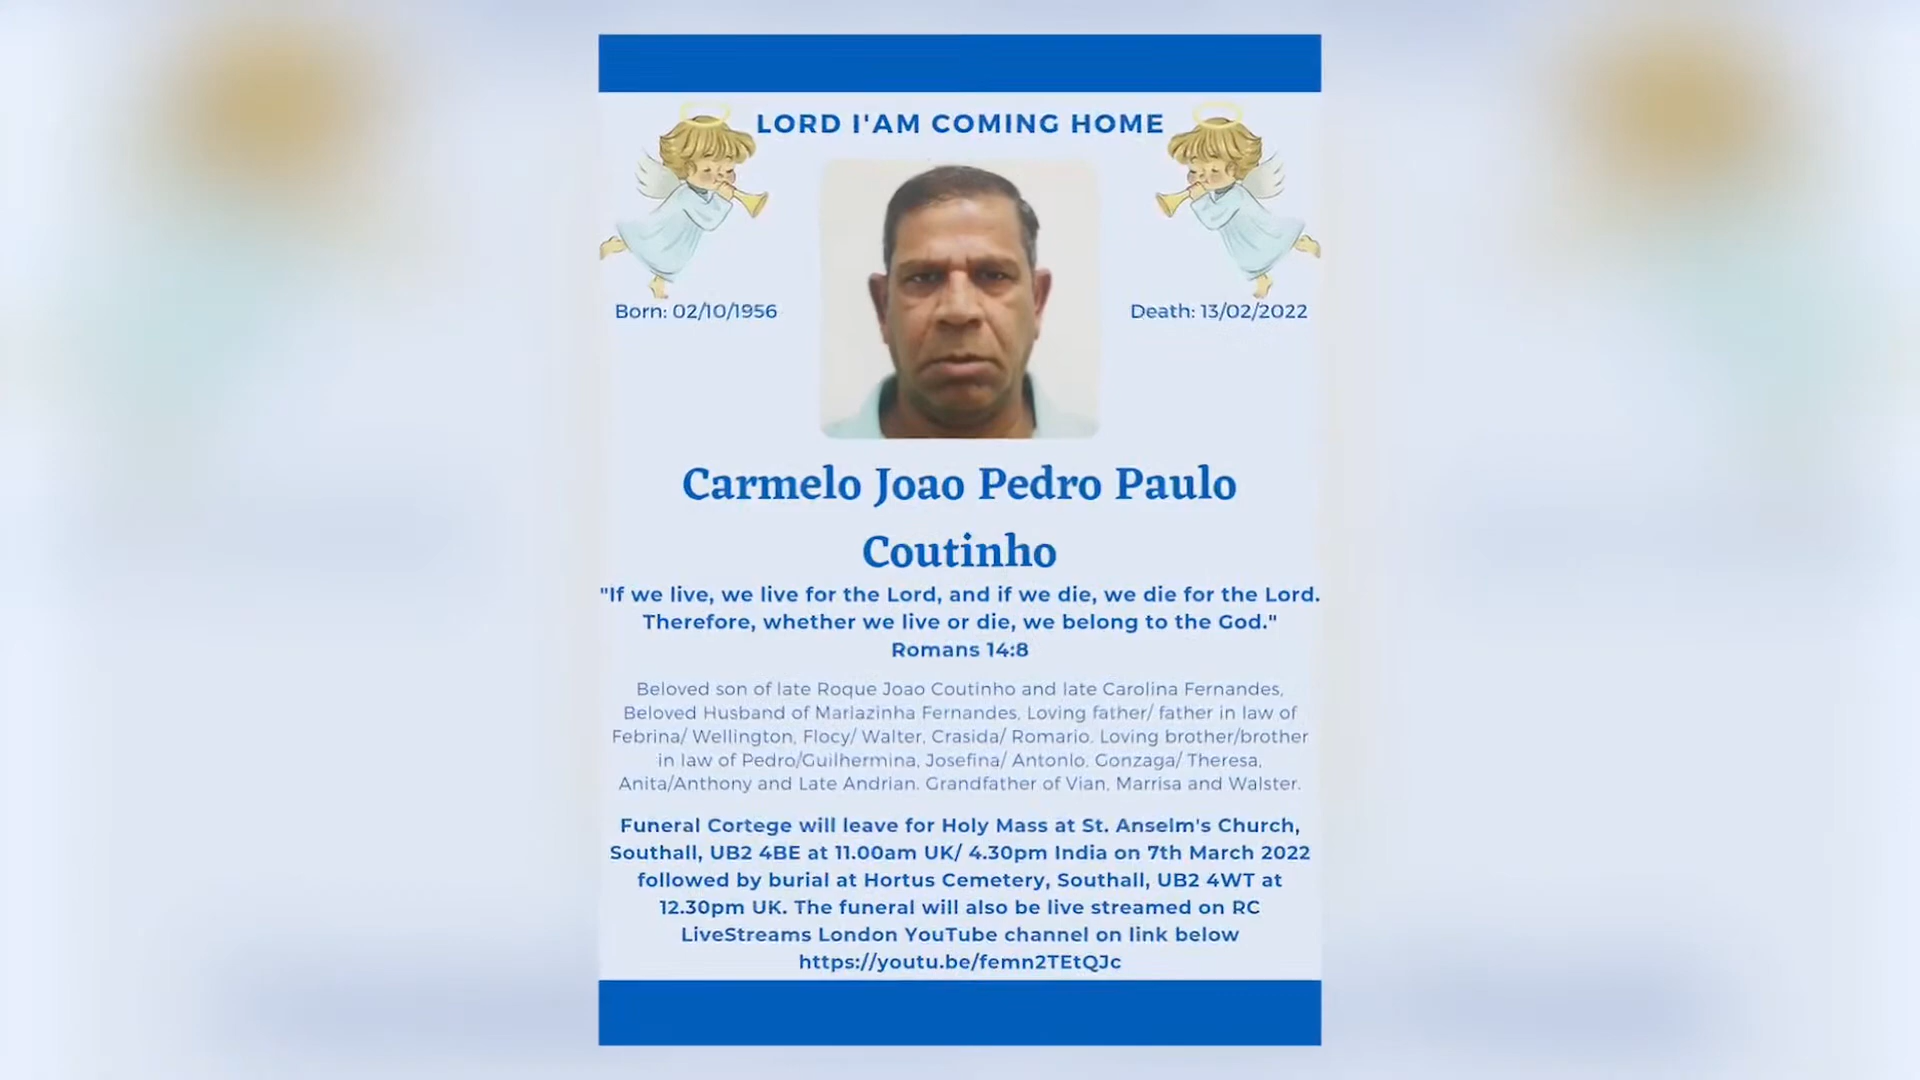 LORD I'AM COMING HOME
Born: 02/10/1956
Death: 13/02/2022
Carmelo Joao Pedro Paulo
Coutinho
"If we live, we live for the Lord, and if we die, we die for the Lord.
Therefore, whether we live or die, we belong to the God."
Romans 14:8
Beloved son of late Roque Joao Coutinho and late Carolina Fernandes,
Beloved Husband of Marlazinha Fernandes, Loving father/ father in law of
Febrina/ Wellington, Flocy/ Walter, Crasida/ Romario. Loving brother/brother
in law of Pedro/Guilhermina, Josefina/ Antonlo, Gonzaga/ Theresa,
Anita/Anthony and Late Andrian. Grandfather of Vian, Marrisa and Walster.
Funeral Cortege will leave for Holy Mass at St. Anselm's Church,
Southall, UB2 4BE at 11.00am UK/ 4.30pm India on 7th March 2022
followed by burial at Hortus Cemetery, Southall, UB2 4WT at
12.30pm UK. The funeral will also be live streamed on RC
LiveStreams London YouTube channel on link below
https://youtu.be/femn2TEtQJc